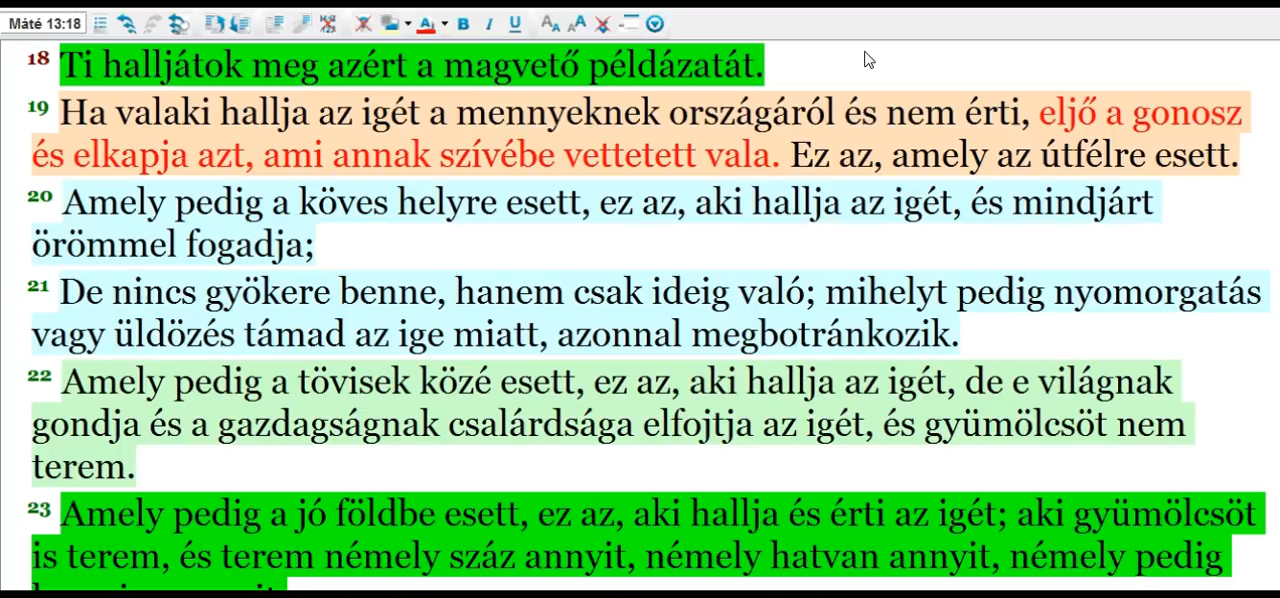 Máté 13:18
B I U A A A A
18 Ti halljátok meg azért a magvető példázatát.
19 Ha valaki hallja az igét a mennyeknek országáról és nem érti, eljő a gonosz
és elkapja azt, ami annak szívébe vettetett vala. Ez az, amely az útfélre esett.
20 Amely pedig a köves helyre esett, ez az, aki hallja az igét, és mindjárt
örömmel fogadja;
21 De nincs gyökere benne, hanem csak ideig való; mihelyt pedig nyomorgatás
vagy üldözés támad az ige miatt, azonnal megbotránkozik.
22 Amely pedig a tövisek közé esett, ez az, aki hallja az igét, de e világnak
gondja és a gazdagságnak csalárdsága elfojtja az igét, és gyümölcsöt nem
terem.
23 Amely pedig a jó földbe esett, ez az, aki hallja és érti az igét; aki gyümölcsöt
is terem, és terem némely száz annyit, némely hatvan annyit, némely pedig